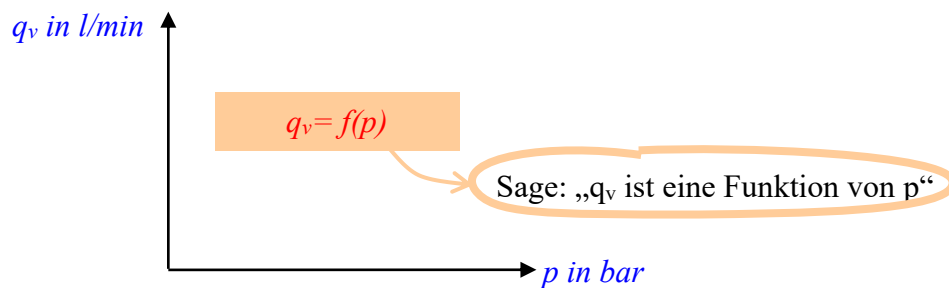 qv in l/min
qv= f(p)
Sage: „qv ist eine Funktion von p“
p in bar